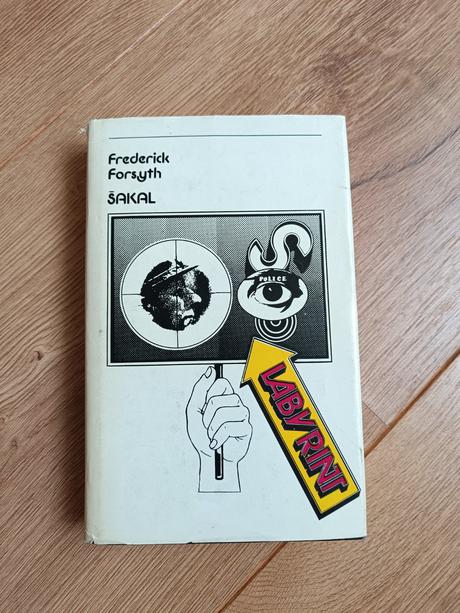 Frederick
Forsyth
ŠAKAL
POLICE
LABYRINT